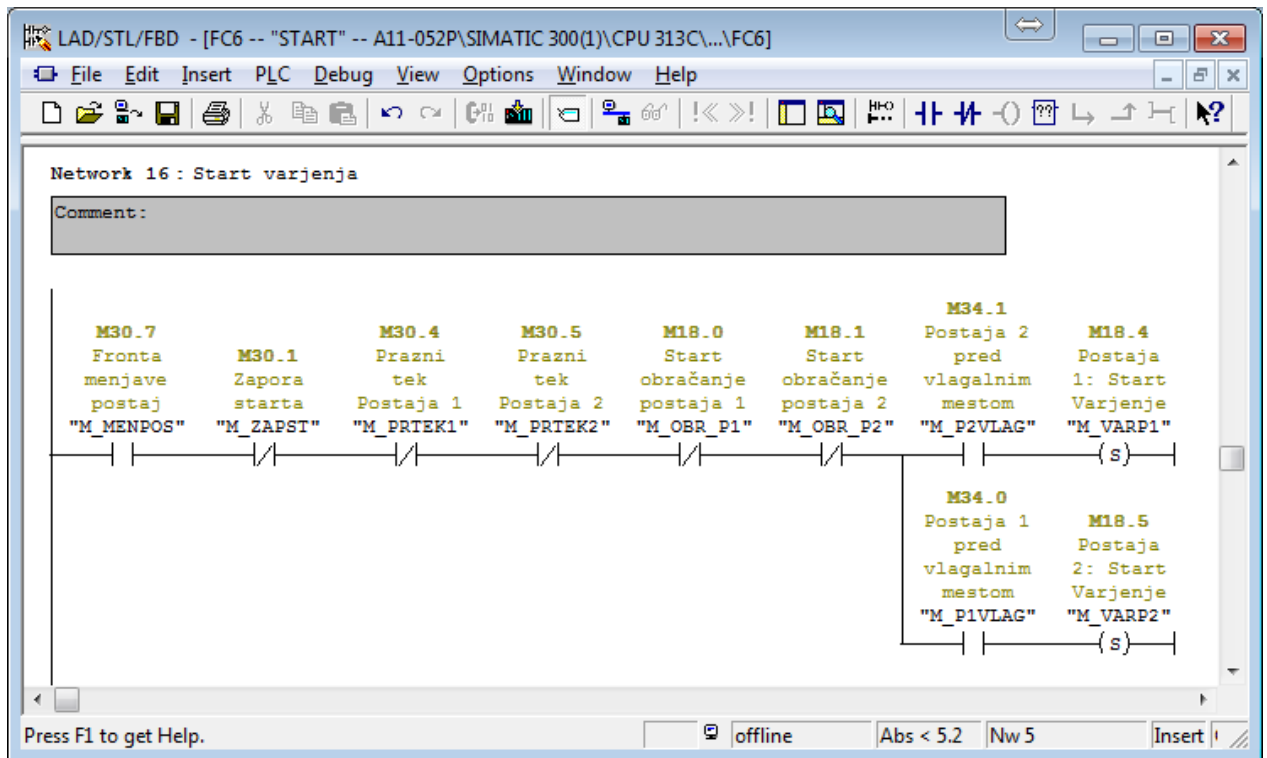 LAD/STL/FBD - [FC6 -- "START" -- A11-052P\SIMATIC 300(1)\CPU 313C\...\FC6]
File Edit Insert PLC Debug View Options Window Help
Network 16 : Start varjenja
Comment:
M30.7
Fronta
menjave
postaj
"M_MENPOS"
M30.1
Zapora
starta
"M_ZAPST"
M30.4
Prazni
tek
Postaja 1
"M_PRTEK1"
M30.5
Prazni
tek
Postaja 2
"M_PRTEK2"
M18.0
Start
obračanje
postaja 1
"M_OBR_P1"
M18.1
Start
obračanje
postaja 2
"M_OBR_P2"
M34.1
Postaja 2
pred
vlagalnim
mestom
"M_P2VLAG"
M18.4
Postaja
1: Start
Varjenje
"M_VARP1"
(S)
M34.0
Postaja 1
pred
vlagalnim
mestom
"M_P1VLAG"
M18.5
Postaja
2: Start
Varjenje
"M_VARP2"
(S)
Press F1 to get Help.
offline
Abs < 5.2
Nw 5
Insert